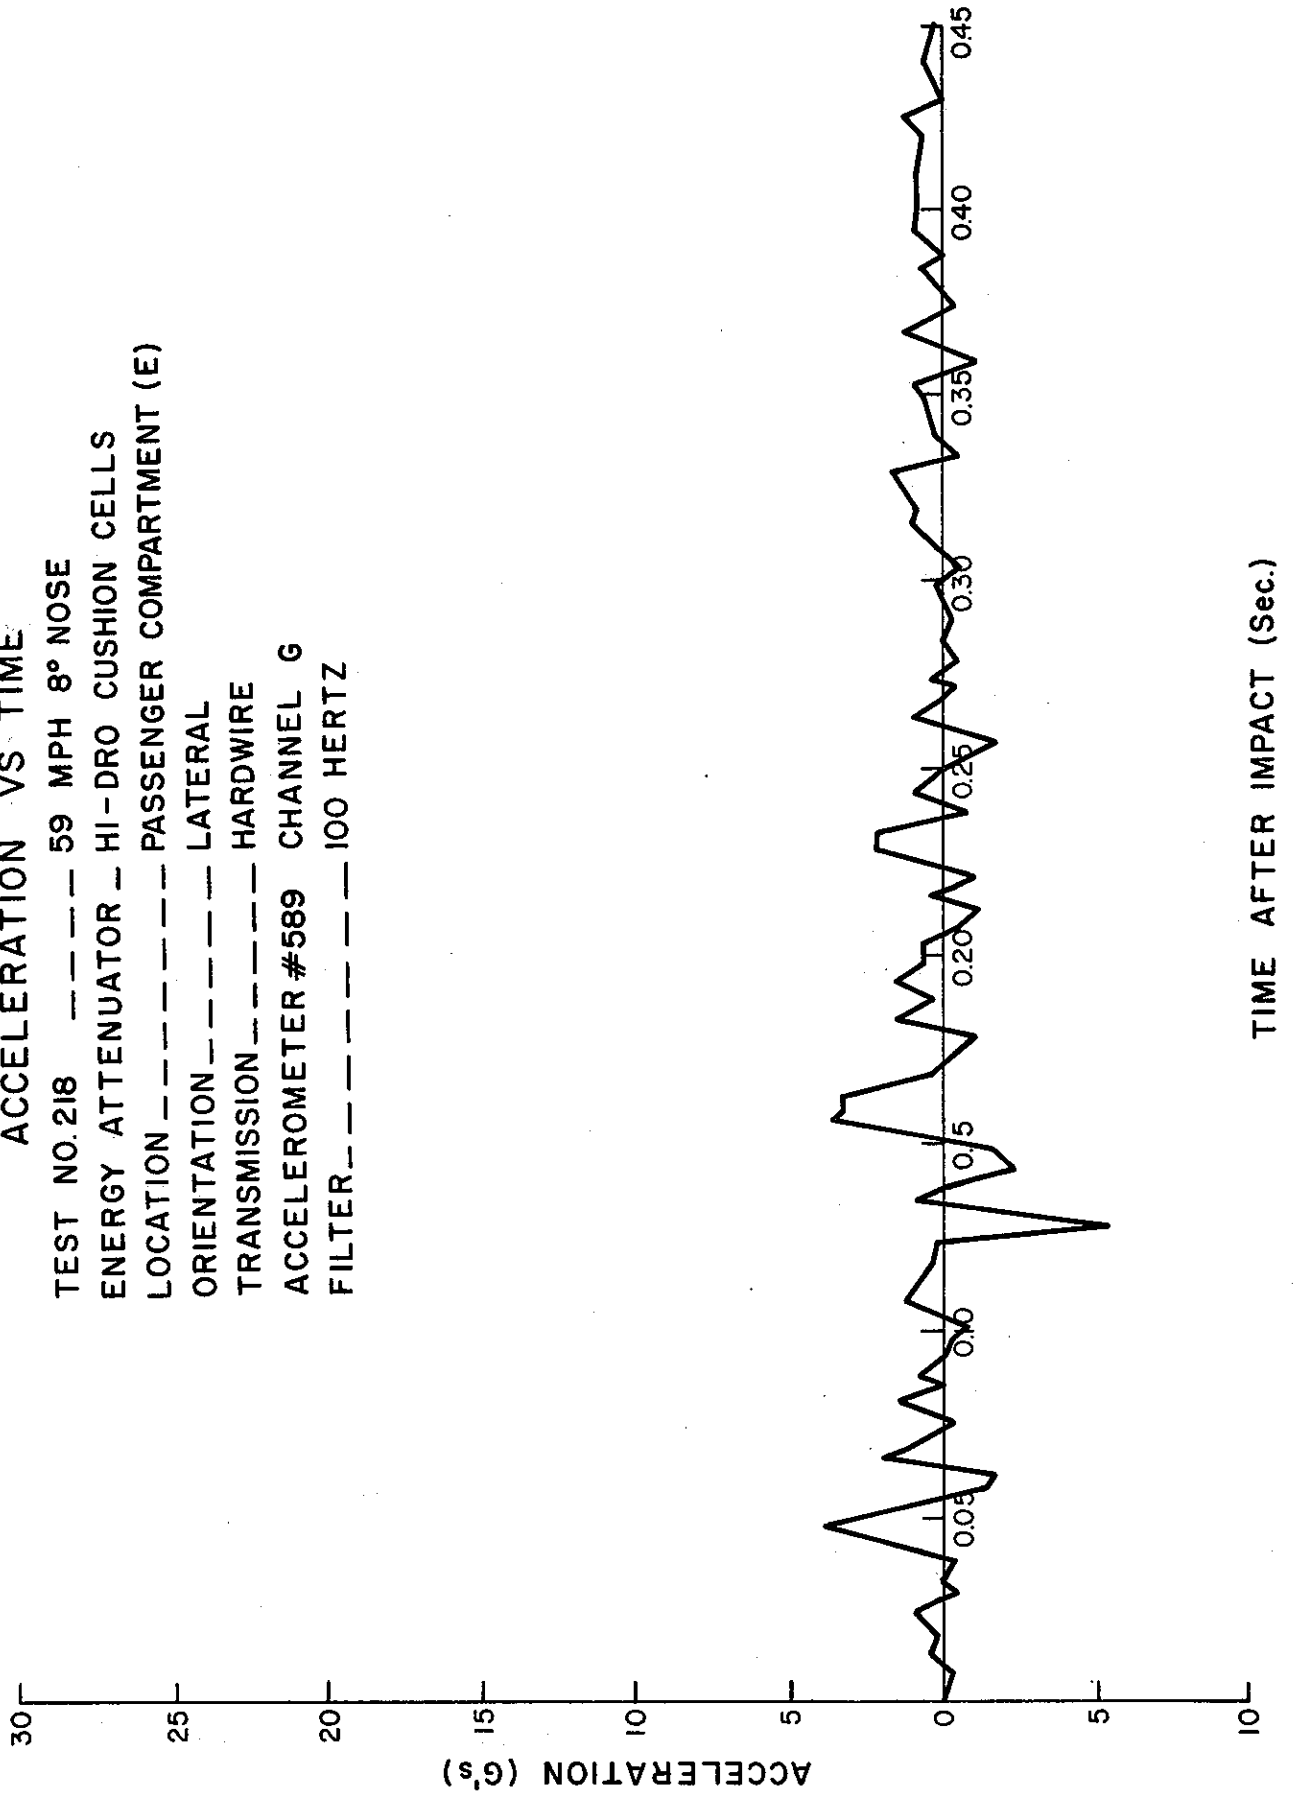 ACCELERATION VS TIME
TEST NO. 218 ———— 59 MPH 8° NOSE
ENERGY ATTENUATOR _ HI-DRO CUSHION CELLS
LOCATION ——————— PASSENGER COMPARTMENT (E)
ORIENTATION _ ———— LATERAL
TRANSMISSION _ ———— HARDWIRE
ACCELEROMETER #589 CHANNEL G
FILTER _ —————— 100 HERTZ
ACCELERATION (G's)
30
25
20
15
10
5
0
5
10
0.05
0.10
0.15
0.20
0.25
0.30
0.35
0.40
0.45
TIME AFTER IMPACT (Sec.)